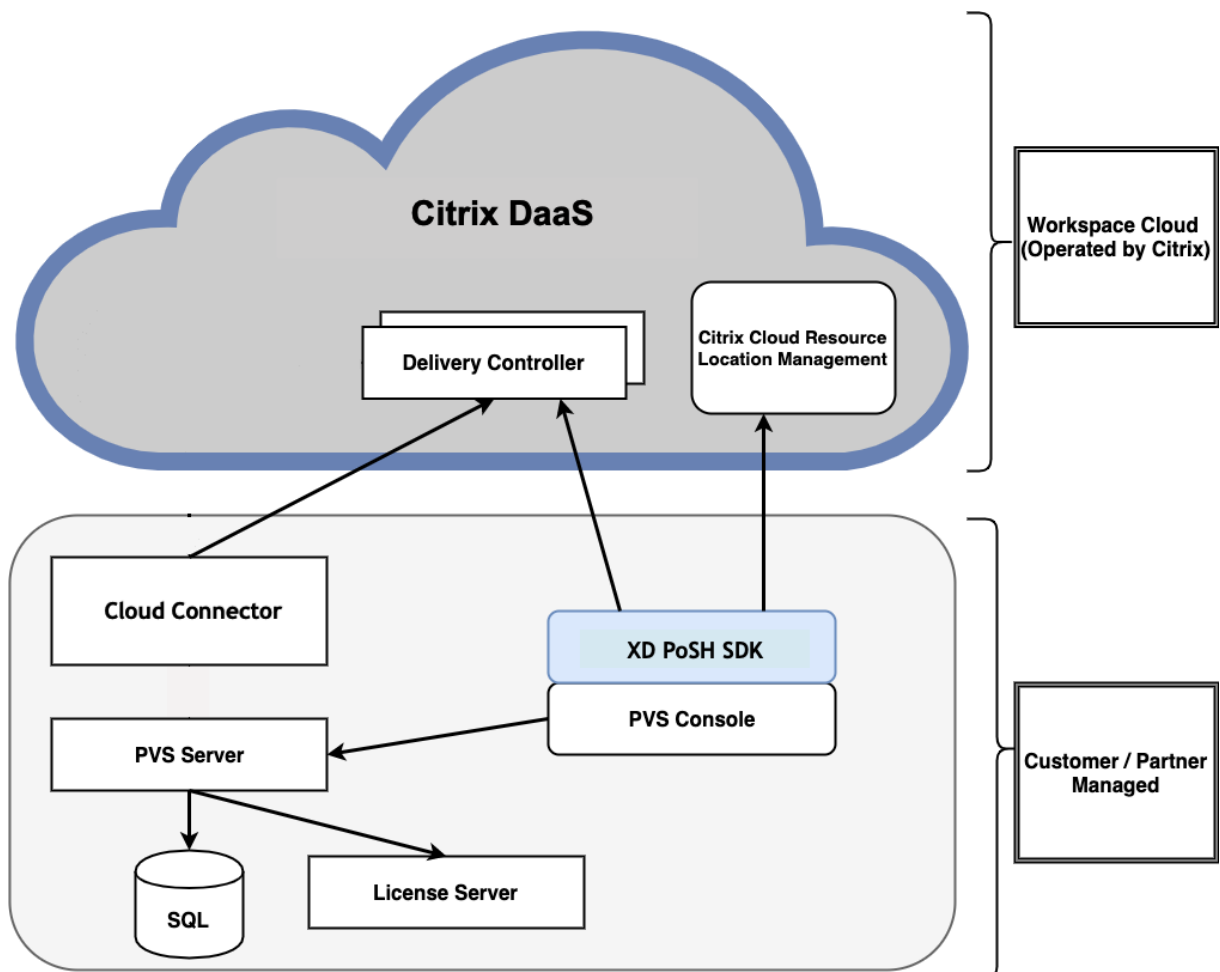 Citrix DaaS
Workspace Cloud
(Operated by Citrix)
Delivery Controller
Citrix Cloud Resource
Location Management
Cloud Connector
XD PoSH SDK
PVS Console
PVS Server
Customer / Partner
Managed
License Server
SQL